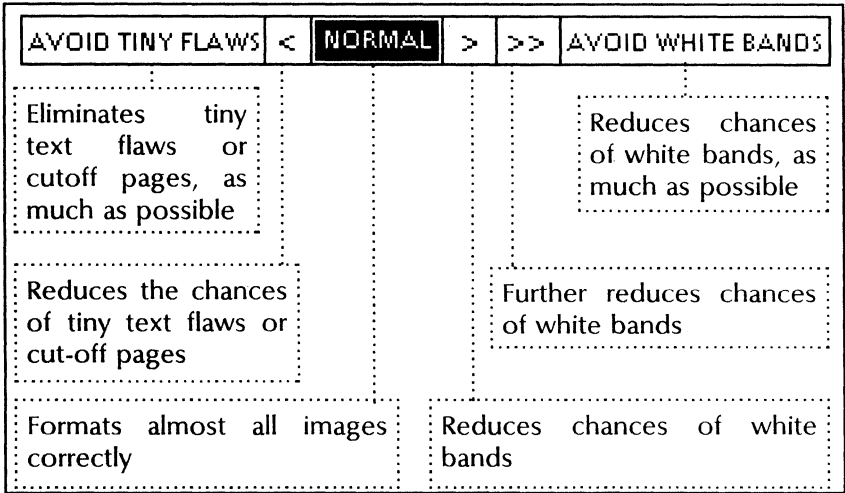 AVOID TINY FLAWS < NORMAL > >> AVOID WHITE BANDS
Eliminates tiny
text flaws or
cutoff pages, as
much as possible
Reduces chances
of white bands, as
much as possible
Reduces the chances
of tiny text flaws or
cut-off pages
Further reduces chances
of white bands
Formats almost all images
correctly
Reduces chances of white
bands